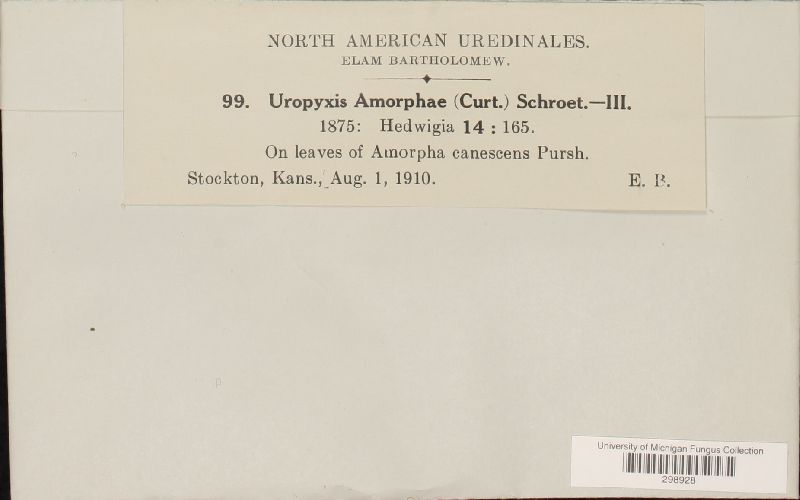 NORTH AMERICAN UREDINALES.
ELAM BARTHOLOMEW.
99. Uropyxis Amorphae (Curt.) Schroet.—III.
1875: Hedwigia 14 : 165.
On leaves of Amorpha canescens Pursh.
Stockton, Kans., Aug. 1, 1910. E. B.
University of Michigan Fungus Collection
298928